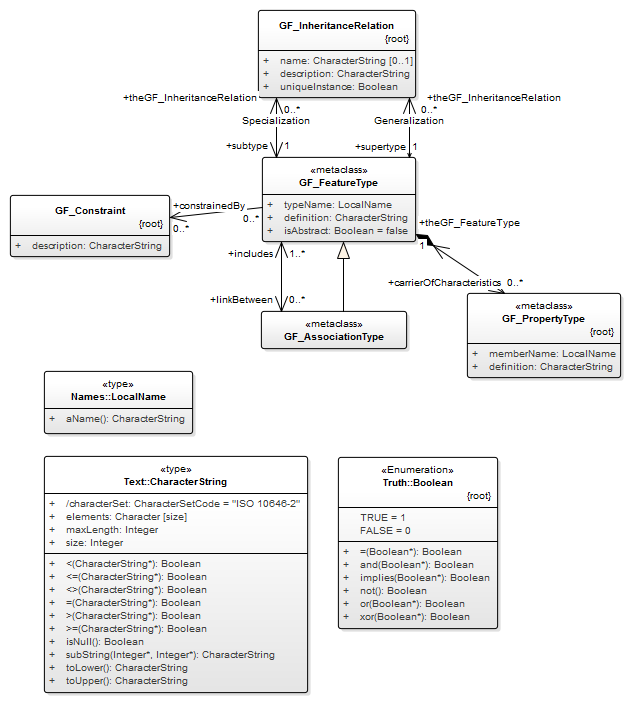 GF_InheritanceRelation
{root}
+ name: CharacterString [0..1]
+ description: CharacterString
+ uniqueInstance: Boolean
+theGF_InheritanceRelation
+theGF_InheritanceRelation
0..*
0..*
Specialization
Generalization
+subtype
1
+supertype
1
«metaclass»
GF_FeatureType
+ typeName: LocalName
+ definition: CharacterString
+ isAbstract: Boolean = false
GF_Constraint
{root}
+ description: CharacterString
+constrainedBy
0..*
0..*
+theGF_FeatureType
1
+includes
1..*
+linkBetween
0..*
+carrierOfCharacteristics
0..*
«metaclass»
GF_AssociationType
«metaclass»
GF_PropertyType
{root}
+ memberName: LocalName
+ definition: CharacterString
«type»
Names::LocalName
+ aName(): CharacterString
«type»
Text::CharacterString
+ /characterSet: CharacterSetCode = "ISO 10646-2"
+ elements: Character [size]
+ maxLength: Integer
+ size: Integer
+ <(CharacterString*): Boolean
+ <=(CharacterString*): Boolean
+ <>(CharacterString*): Boolean
+ =(CharacterString*): Boolean
+ >(CharacterString*): Boolean
+ >=(CharacterString*): Boolean
+ isNull(): Boolean
+ subString(Integer*, Integer*): CharacterString
+ toLower(): CharacterString
+ toUpper(): CharacterString
«Enumeration»
Truth::Boolean
{root}
TRUE = 1
FALSE = 0
+ =(Boolean*): Boolean
+ and(Boolean*): Boolean
+ implies(Boolean*): Boolean
+ not(): Boolean
+ or(Boolean*): Boolean
+ xor(Boolean*): Boolean